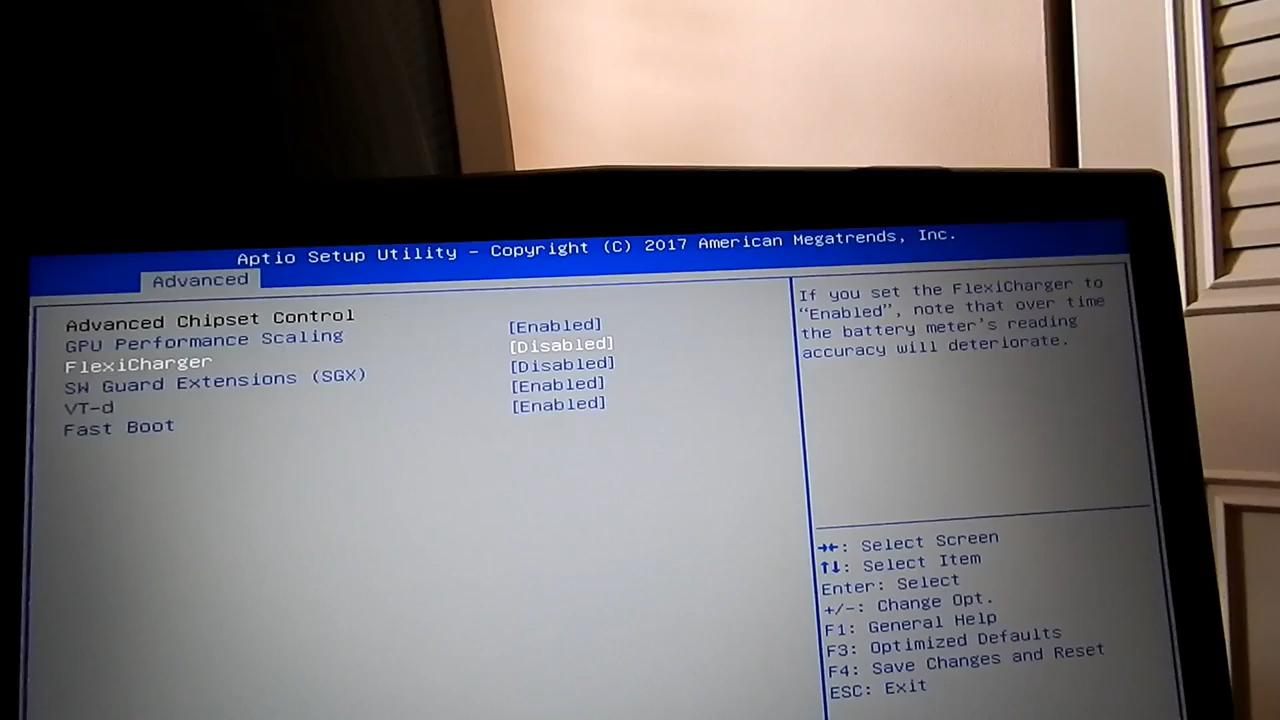 Aptio Setup Utility – Copyright (C) 2017 American Megatrends, Inc.
Advanced
Advanced Chipset Control
GPU Performance Scaling [Enabled]
FlexiCharger [Disabled]
SW Guard Extensions (SGX) [Disabled]
VT-d [Enabled]
Fast Boot [Enabled]
If you set the FlexiCharger to
“Enabled”, note that over time
the battery meter's reading
accuracy will deteriorate.
→←: Select Screen
↑↓: Select Item
Enter: Select
+/-: Change Opt.
F1: General Help
F3: Optimized Defaults
F4: Save Changes and Reset
ESC: Exit